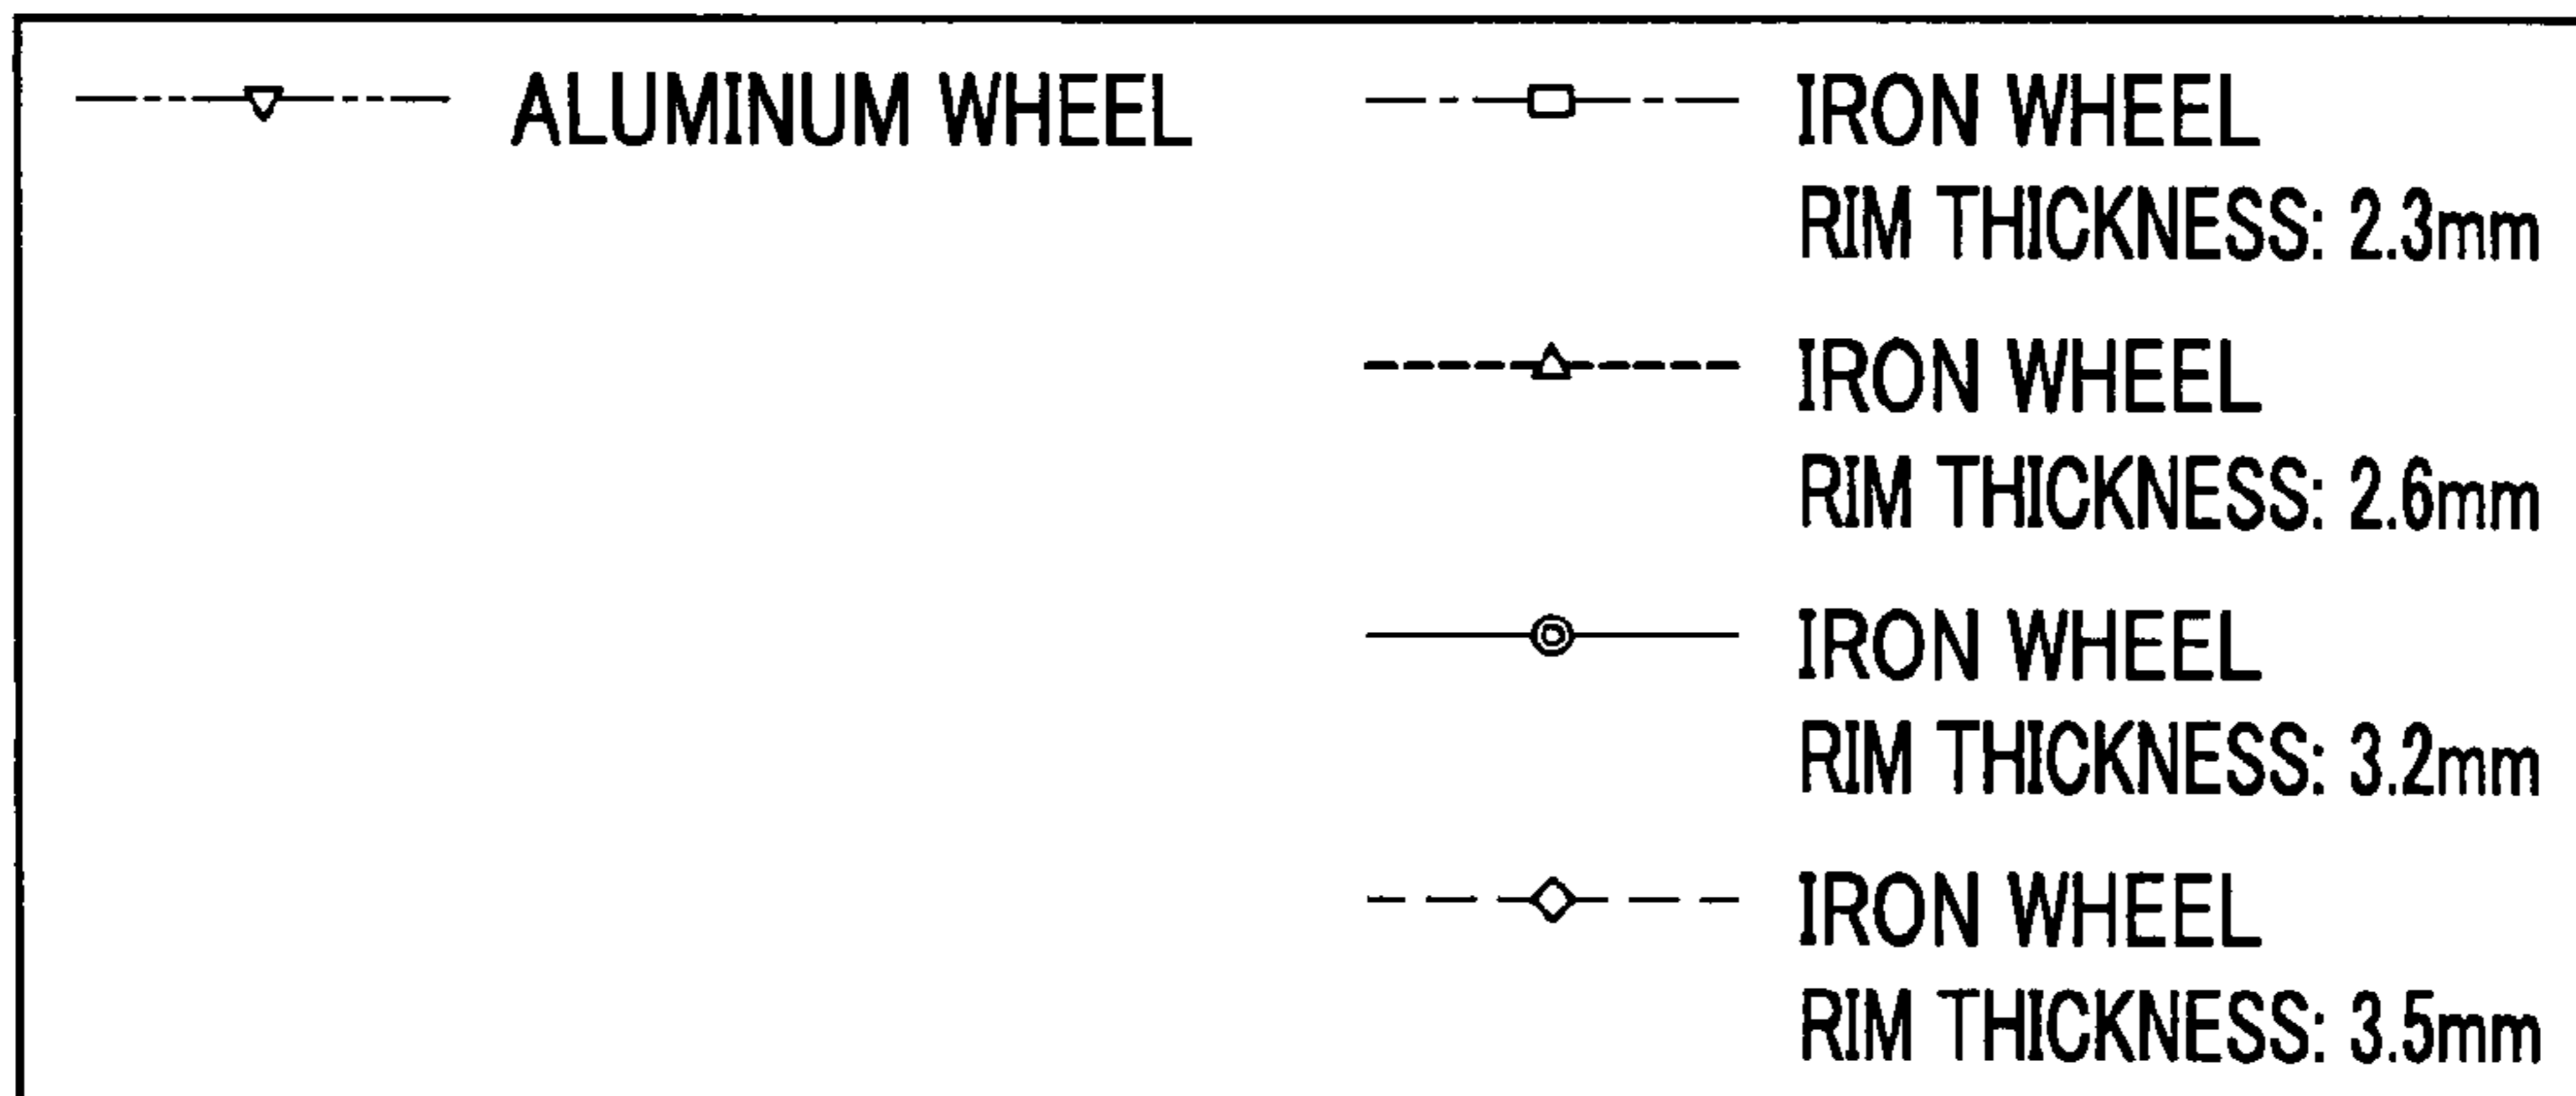 ALUMINUM WHEEL
IRON WHEEL
RIM THICKNESS: 2.3mm
IRON WHEEL
RIM THICKNESS: 2.6mm
IRON WHEEL
RIM THICKNESS: 3.2mm
IRON WHEEL
RIM THICKNESS: 3.5mm